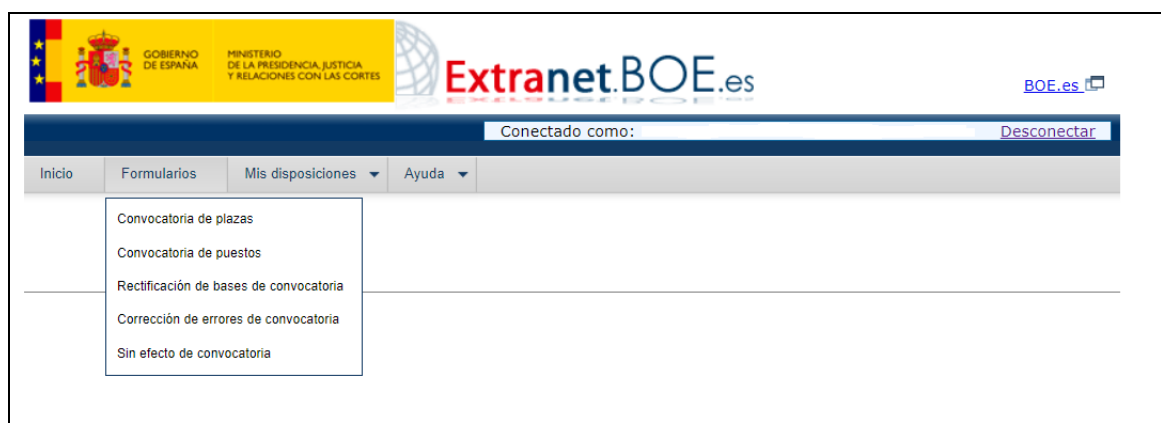 GOBIERNO
DE ESPAÑA
MINISTERIO
DE LA PRESIDENCIA, JUSTICIA
Y RELACIONES CON LAS CORTES
Extranet.BOE.es
BOE.es
Conectado como:
Desconectar
Inicio Formularios Mis disposiciones Ayuda
Convocatoria de plazas
Convocatoria de puestos
Rectificación de bases de convocatoria
Corrección de errores de convocatoria
Sin efecto de convocatoria